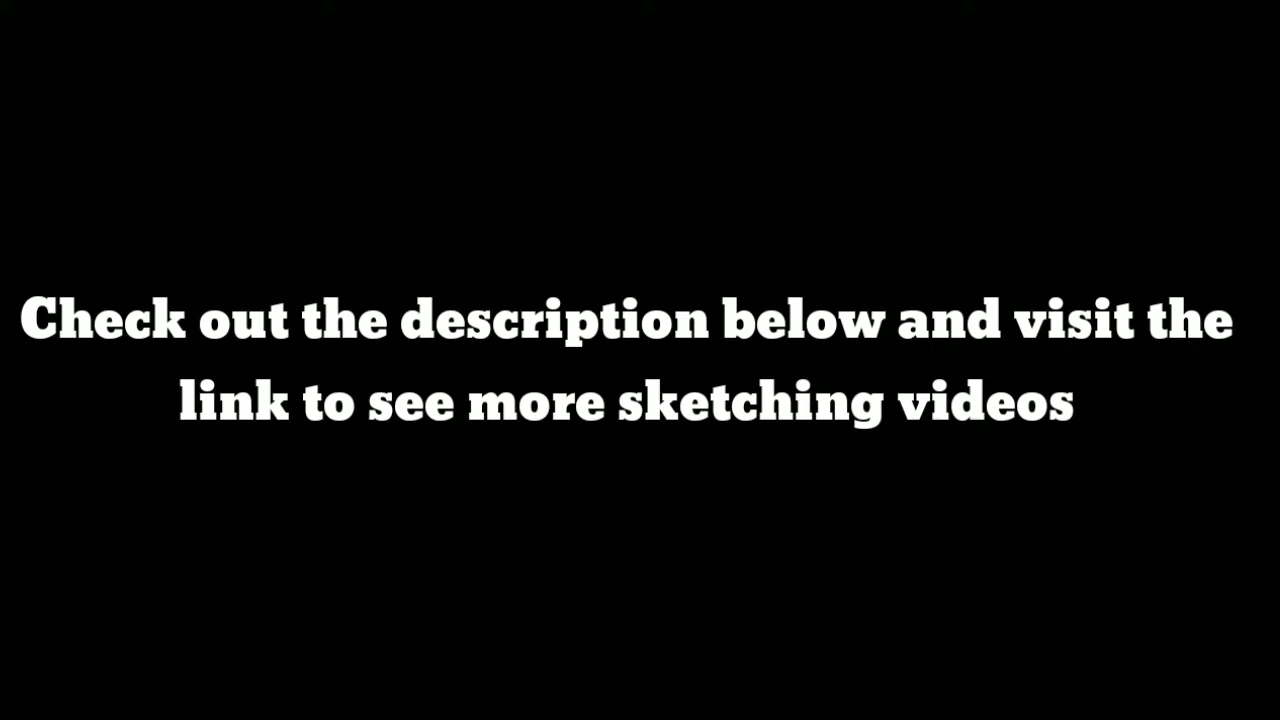 Check out the description below and visit the
link to see more sketching videos